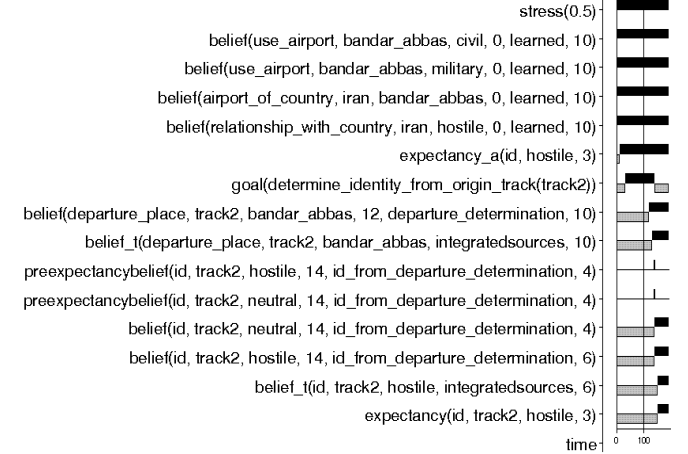 stress(0.5)
belief(use_airport, bandar_abbas, civil, 0, learned, 10)
belief(use_airport, bandar_abbas, military, 0, learned, 10)
belief(airport_of_country, iran, bandar_abbas, 0, learned, 10)
belief(relationship_with_country, iran, hostile, 0, learned, 10)
expectancy_a(id, hostile, 3)
goal(determine_identity_from_origin_track(track2))
belief(departure_place, track2, bandar_abbas, 12, departure_determination, 10)
belief_t(departure_place, track2, bandar_abbas, integratedsources, 10)
preexpectancybelief(id, track2, hostile, 14, id_from_departure_determination, 4)
preexpectancybelief(id, track2, neutral, 14, id_from_departure_determination, 4)
belief(id, track2, neutral, 14, id_from_departure_determination, 4)
belief(id, track2, hostile, 14, id_from_departure_determination, 6)
belief_t(id, track2, hostile, integratedsources, 6)
expectancy(id, track2, hostile, 3)
time 0 100